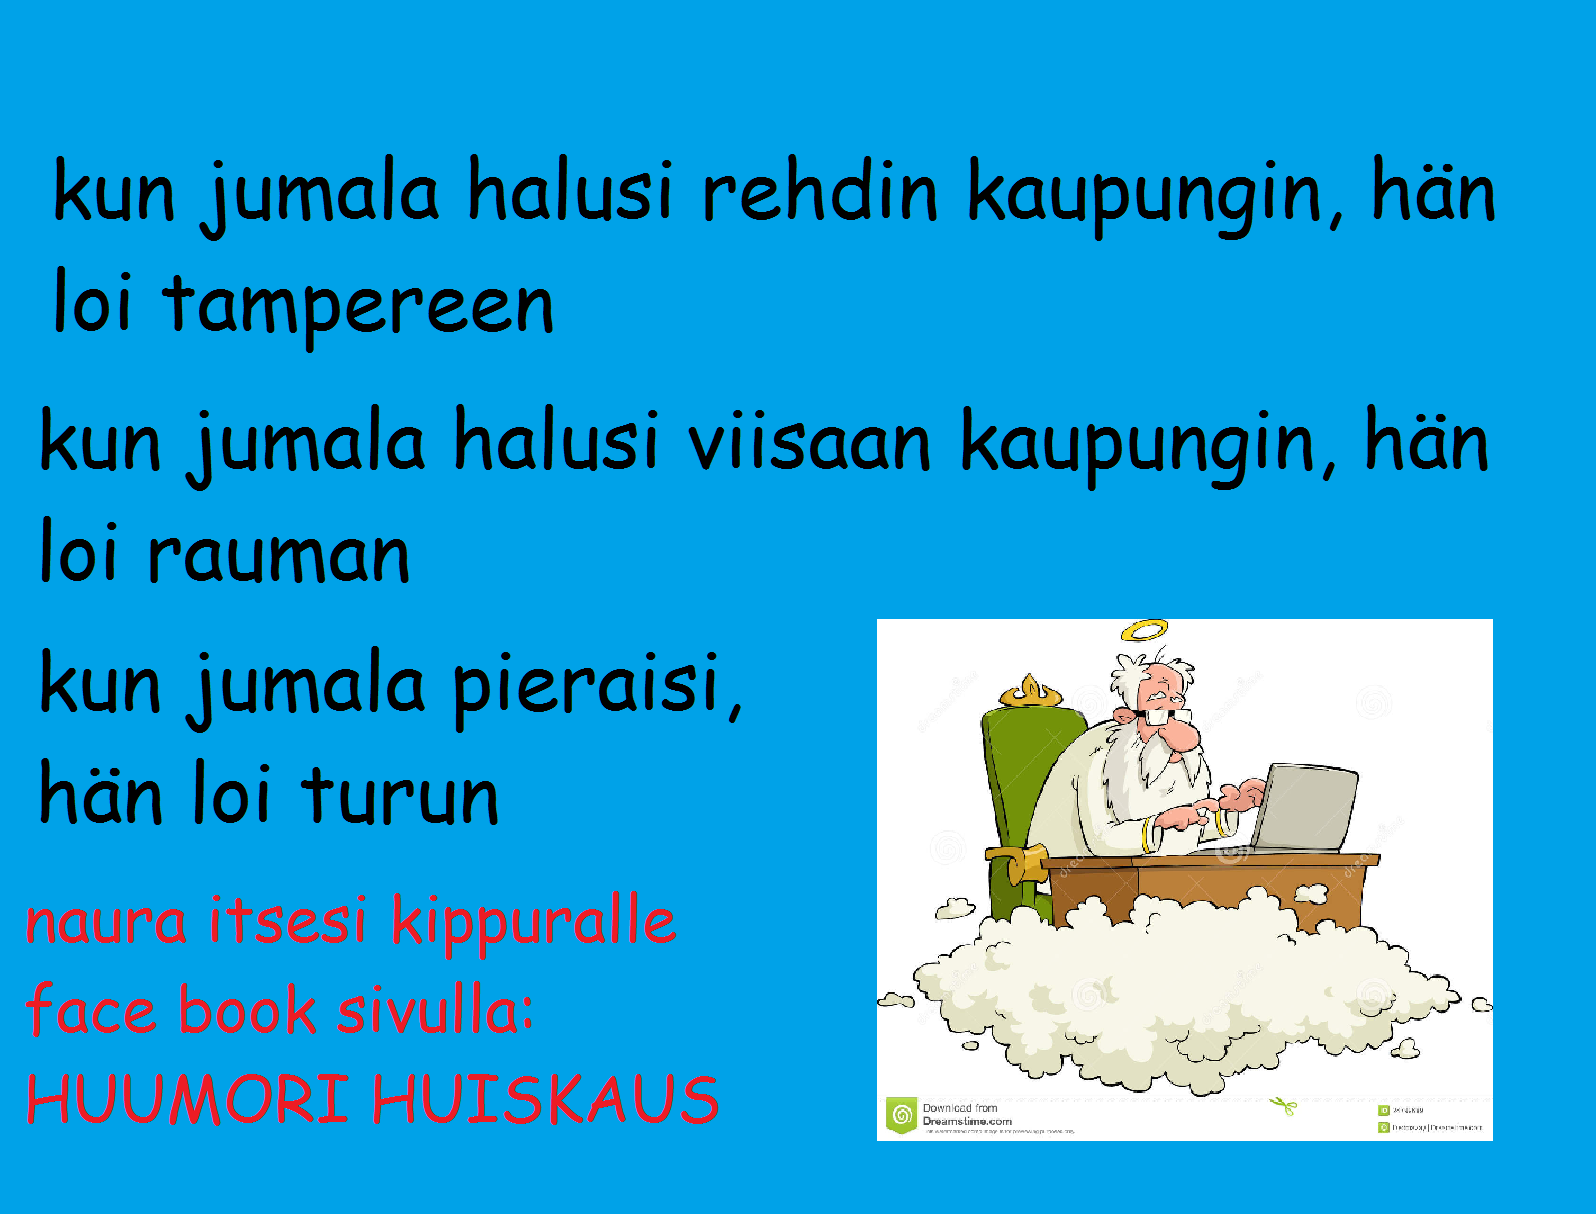 kun jumala halusi rehdin kaupungin, hän
loi tampereen
kun jumala halusi viisaan kaupungin, hän
loi rauman
kun jumala pieraisi,
hän loi turun
naura itsesi kippuralle
face book sivulla:
HUUMORI HUISKAUS
Download from
Dreamstime.com